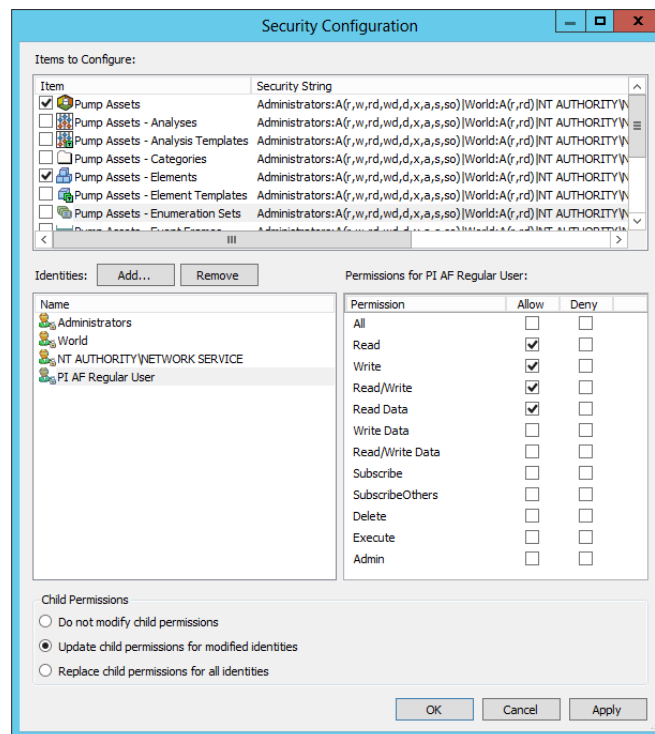 Security Configuration
Items to Configure:
Item Security String
Pump Assets Administrators:A(r,w,rd,wd,d,x,a,s,so)|World:A(r,rd)|NT AUTHORITY\N
Pump Assets - Analyses Administrators:A(r,w,rd,wd,d,x,a,s,so)|World:A(r,rd)|NT AUTHORITY\N
Pump Assets - Analysis Templates Administrators:A(r,w,rd,wd,d,x,a,s,so)|World:A(r,rd)|NT AUTHORITY\N
Pump Assets - Categories Administrators:A(r,w,rd,wd,d,x,a,s,so)|World:A(r,rd)|NT AUTHORITY\N
Pump Assets - Elements Administrators:A(r,w,rd,wd,d,x,a,s,so)|World:A(r,rd)|NT AUTHORITY\N
Pump Assets - Element Templates Administrators:A(r,w,rd,wd,d,x,a,s,so)|World:A(r,rd)|NT AUTHORITY\N
Pump Assets - Enumeration Sets Administrators:A(r,w,rd,wd,d,x,a,s,so)|World:A(r,rd)|NT AUTHORITY\N
Identities: Add... Remove Permissions for PI AF Regular User:
Name Permission Allow Deny
Administrators All
World Read
NT AUTHORITY\NETWORK SERVICE Write
PI AF Regular User Read/Write
Read Data
Write Data
Read/Write Data
Subscribe
SubscribeOthers
Delete
Execute
Admin
Child Permissions
Do not modify child permissions
Update child permissions for modified identities
Replace child permissions for all identities
OK Cancel Apply